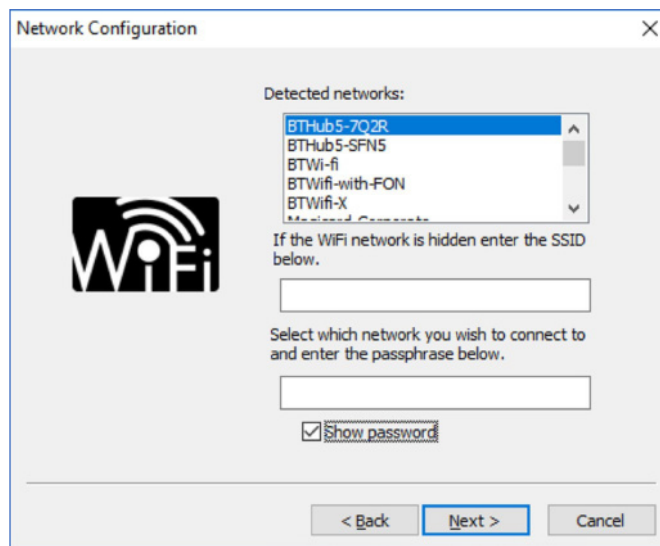 Network Configuration
Detected networks:
BTHub5-7Q2R
BTHub5-SFN5
BTWi-fi
BTWifi-with-FON
BTWifi-X
Magicard-Corporate
If the WiFi network is hidden enter the SSID
below.
WiFi
Select which network you wish to connect to
and enter the passphrase below.
Show password
< Back
Next >
Cancel